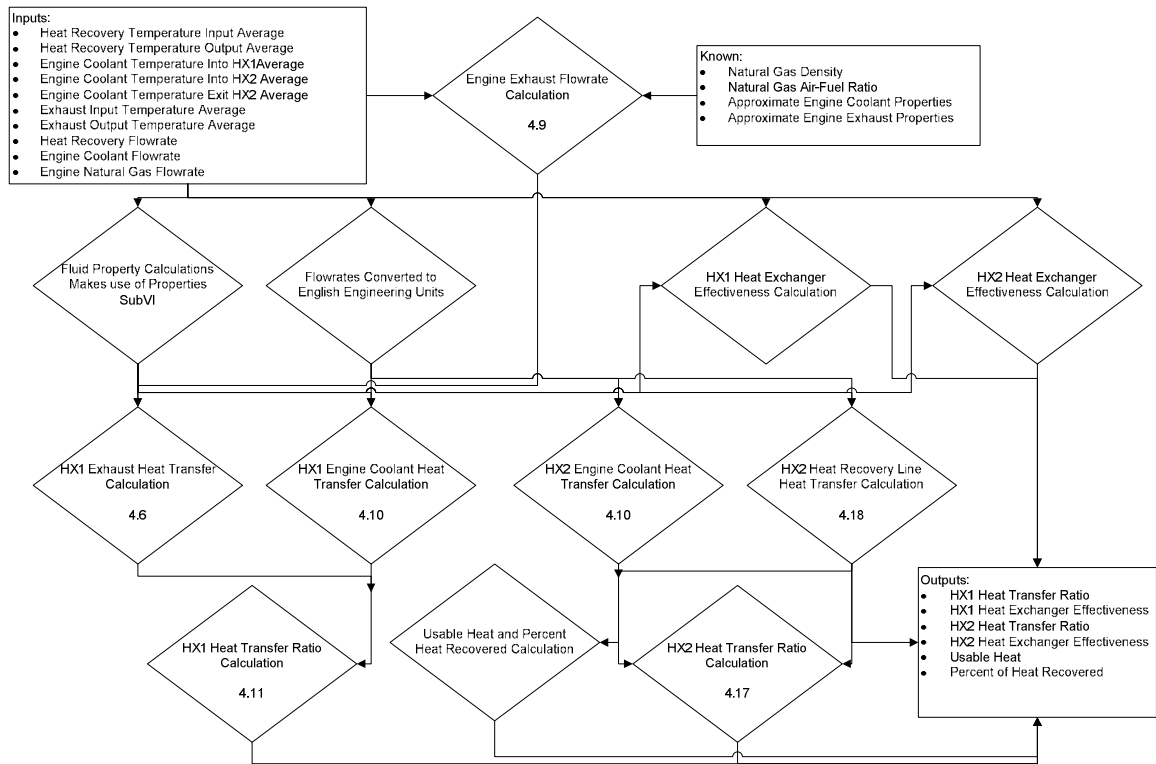 Inputs:
● Heat Recovery Temperature Input Average
● Heat Recovery Temperature Output Average
● Engine Coolant Temperature Into HX1Average
● Engine Coolant Temperature Into HX2 Average
● Engine Coolant Temperature Exit HX2 Average
● Exhaust Input Temperature Average
● Exhaust Output Temperature Average
● Heat Recovery Flowrate
● Engine Coolant Flowrate
● Engine Natural Gas Flowrate
Engine Exhaust Flowrate
Calculation
4.9
Known:
● Natural Gas Density
● Natural Gas Air-Fuel Ratio
● Approximate Engine Coolant Properties
● Approximate Engine Exhaust Properties
Fluid Property Calculations
Makes use of Properties
SubVI
Flowrates Converted to
English Engineering Units
HX1 Heat Exchanger
Effectiveness Calculation
HX2 Heat Exchanger
Effectiveness Calculation
HX1 Exhaust Heat Transfer
Calculation
4.6
HX1 Engine Coolant Heat
Transfer Calculation
4.10
HX2 Engine Coolant Heat
Transfer Calculation
4.10
HX2 Heat Recovery Line
Heat Transfer Calculation
4.18
HX1 Heat Transfer Ratio
Calculation
4.11
Usable Heat and Percent
Heat Recovered Calculation
HX2 Heat Transfer Ratio
Calculation
4.17
Outputs:
● HX1 Heat Transfer Ratio
● HX1 Heat Exchanger Effectiveness
● HX2 Heat Transfer Ratio
● HX2 Heat Exchanger Effectiveness
● Usable Heat
● Percent of Heat Recovered